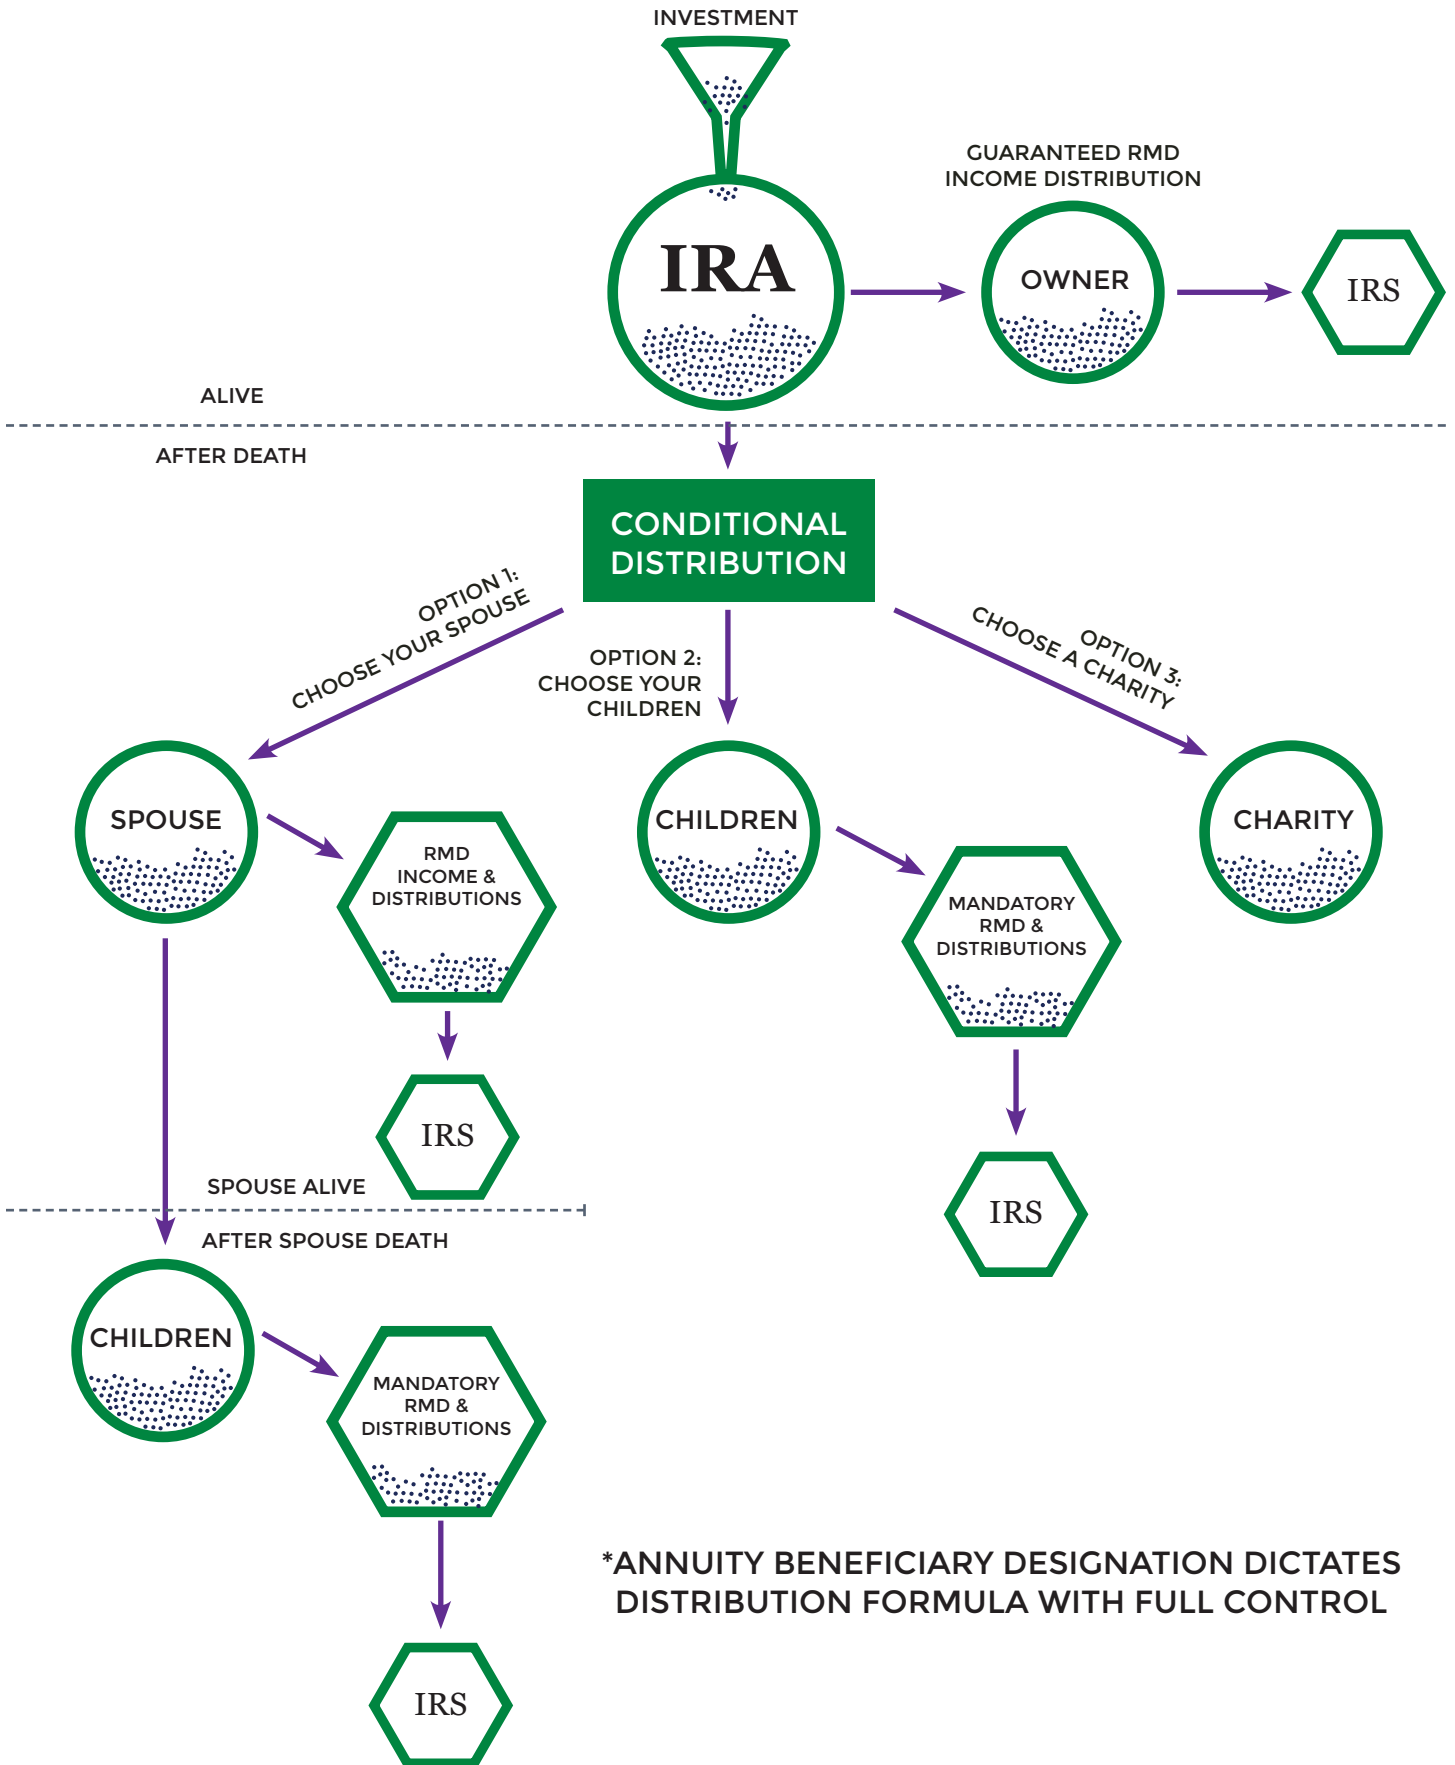 INVESTMENT
GUARANTEED RMD
INCOME DISTRIBUTION
IRA
OWNER
IRS
ALIVE
AFTER DEATH
CONDITIONAL
DISTRIBUTION
OPTION 1:
CHOOSE YOUR SPOUSE
OPTION 2:
CHOOSE YOUR
CHILDREN
OPTION 3:
CHOOSE A CHARITY
SPOUSE
RMD
INCOME &
DISTRIBUTIONS
CHILDREN
MANDATORY
RMD &
DISTRIBUTIONS
CHARITY
IRS
IRS
SPOUSE ALIVE
AFTER SPOUSE DEATH
CHILDREN
MANDATORY
RMD &
DISTRIBUTIONS
IRS
*ANNUITY BENEFICIARY DESIGNATION DICTATES
DISTRIBUTION FORMULA WITH FULL CONTROL